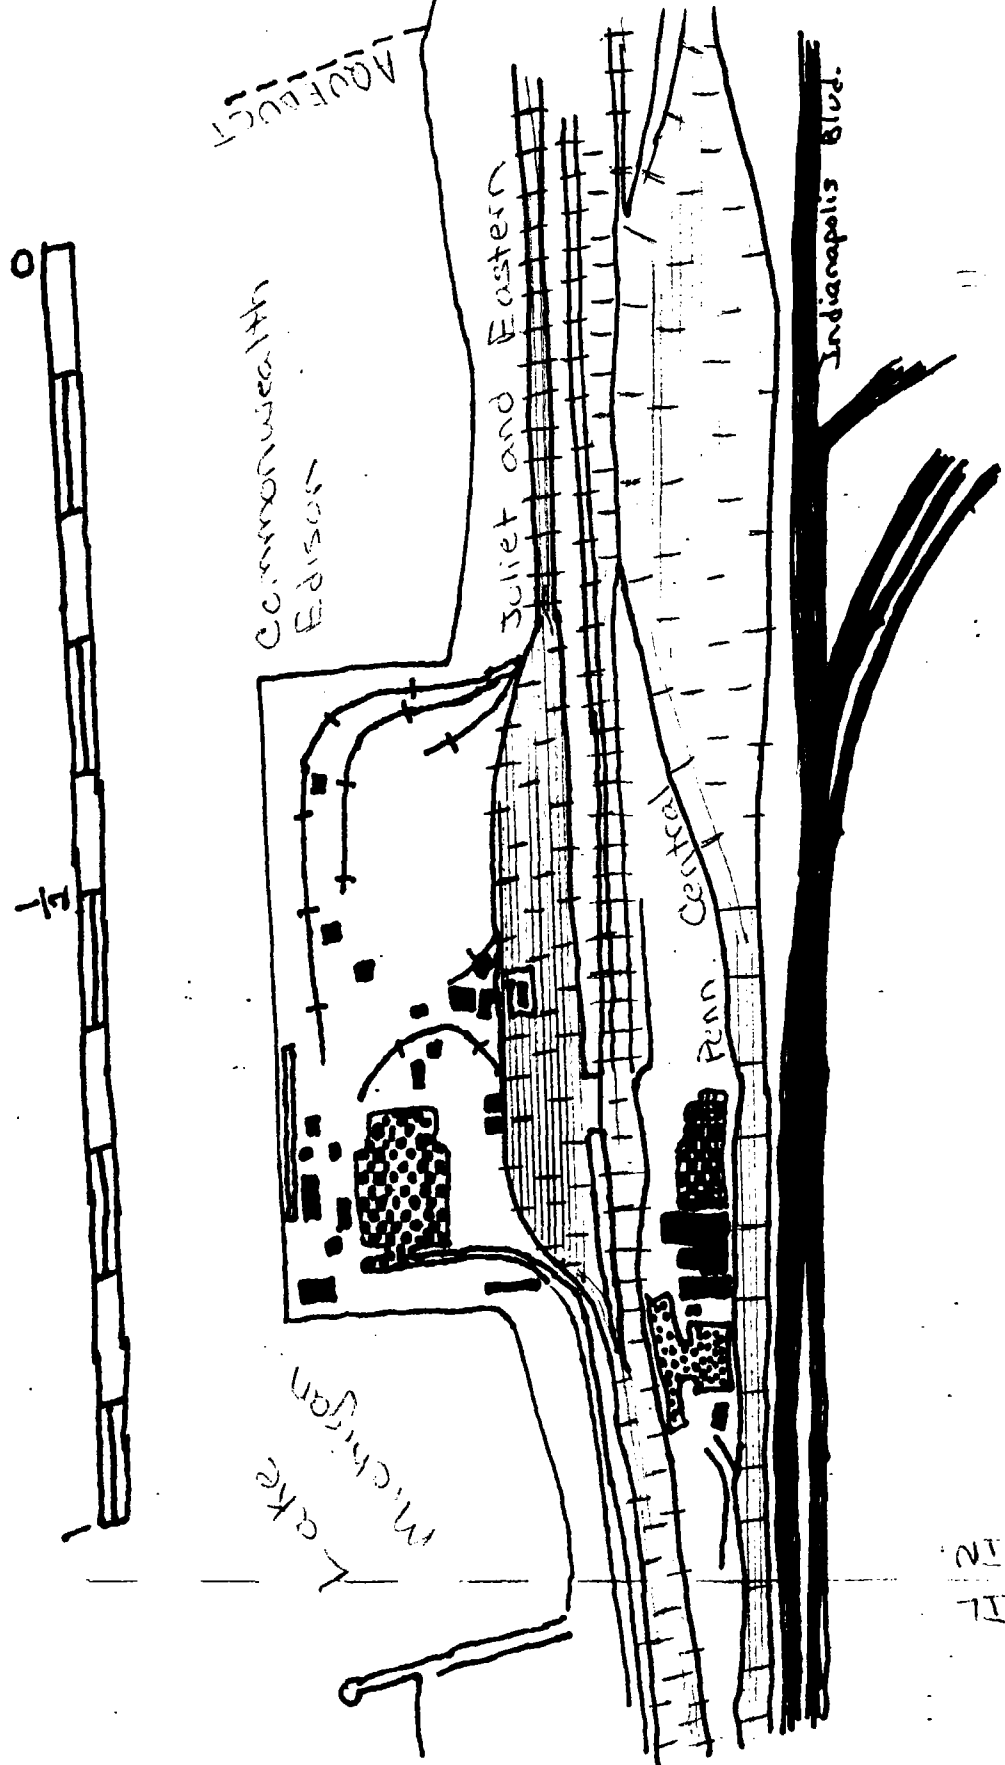 AQUEDUCT
0
Commonwealth
Edison
Joliet and Eastern
Indianapolis Blvd.
1/2
Penn Central
Lake
Michigan
1